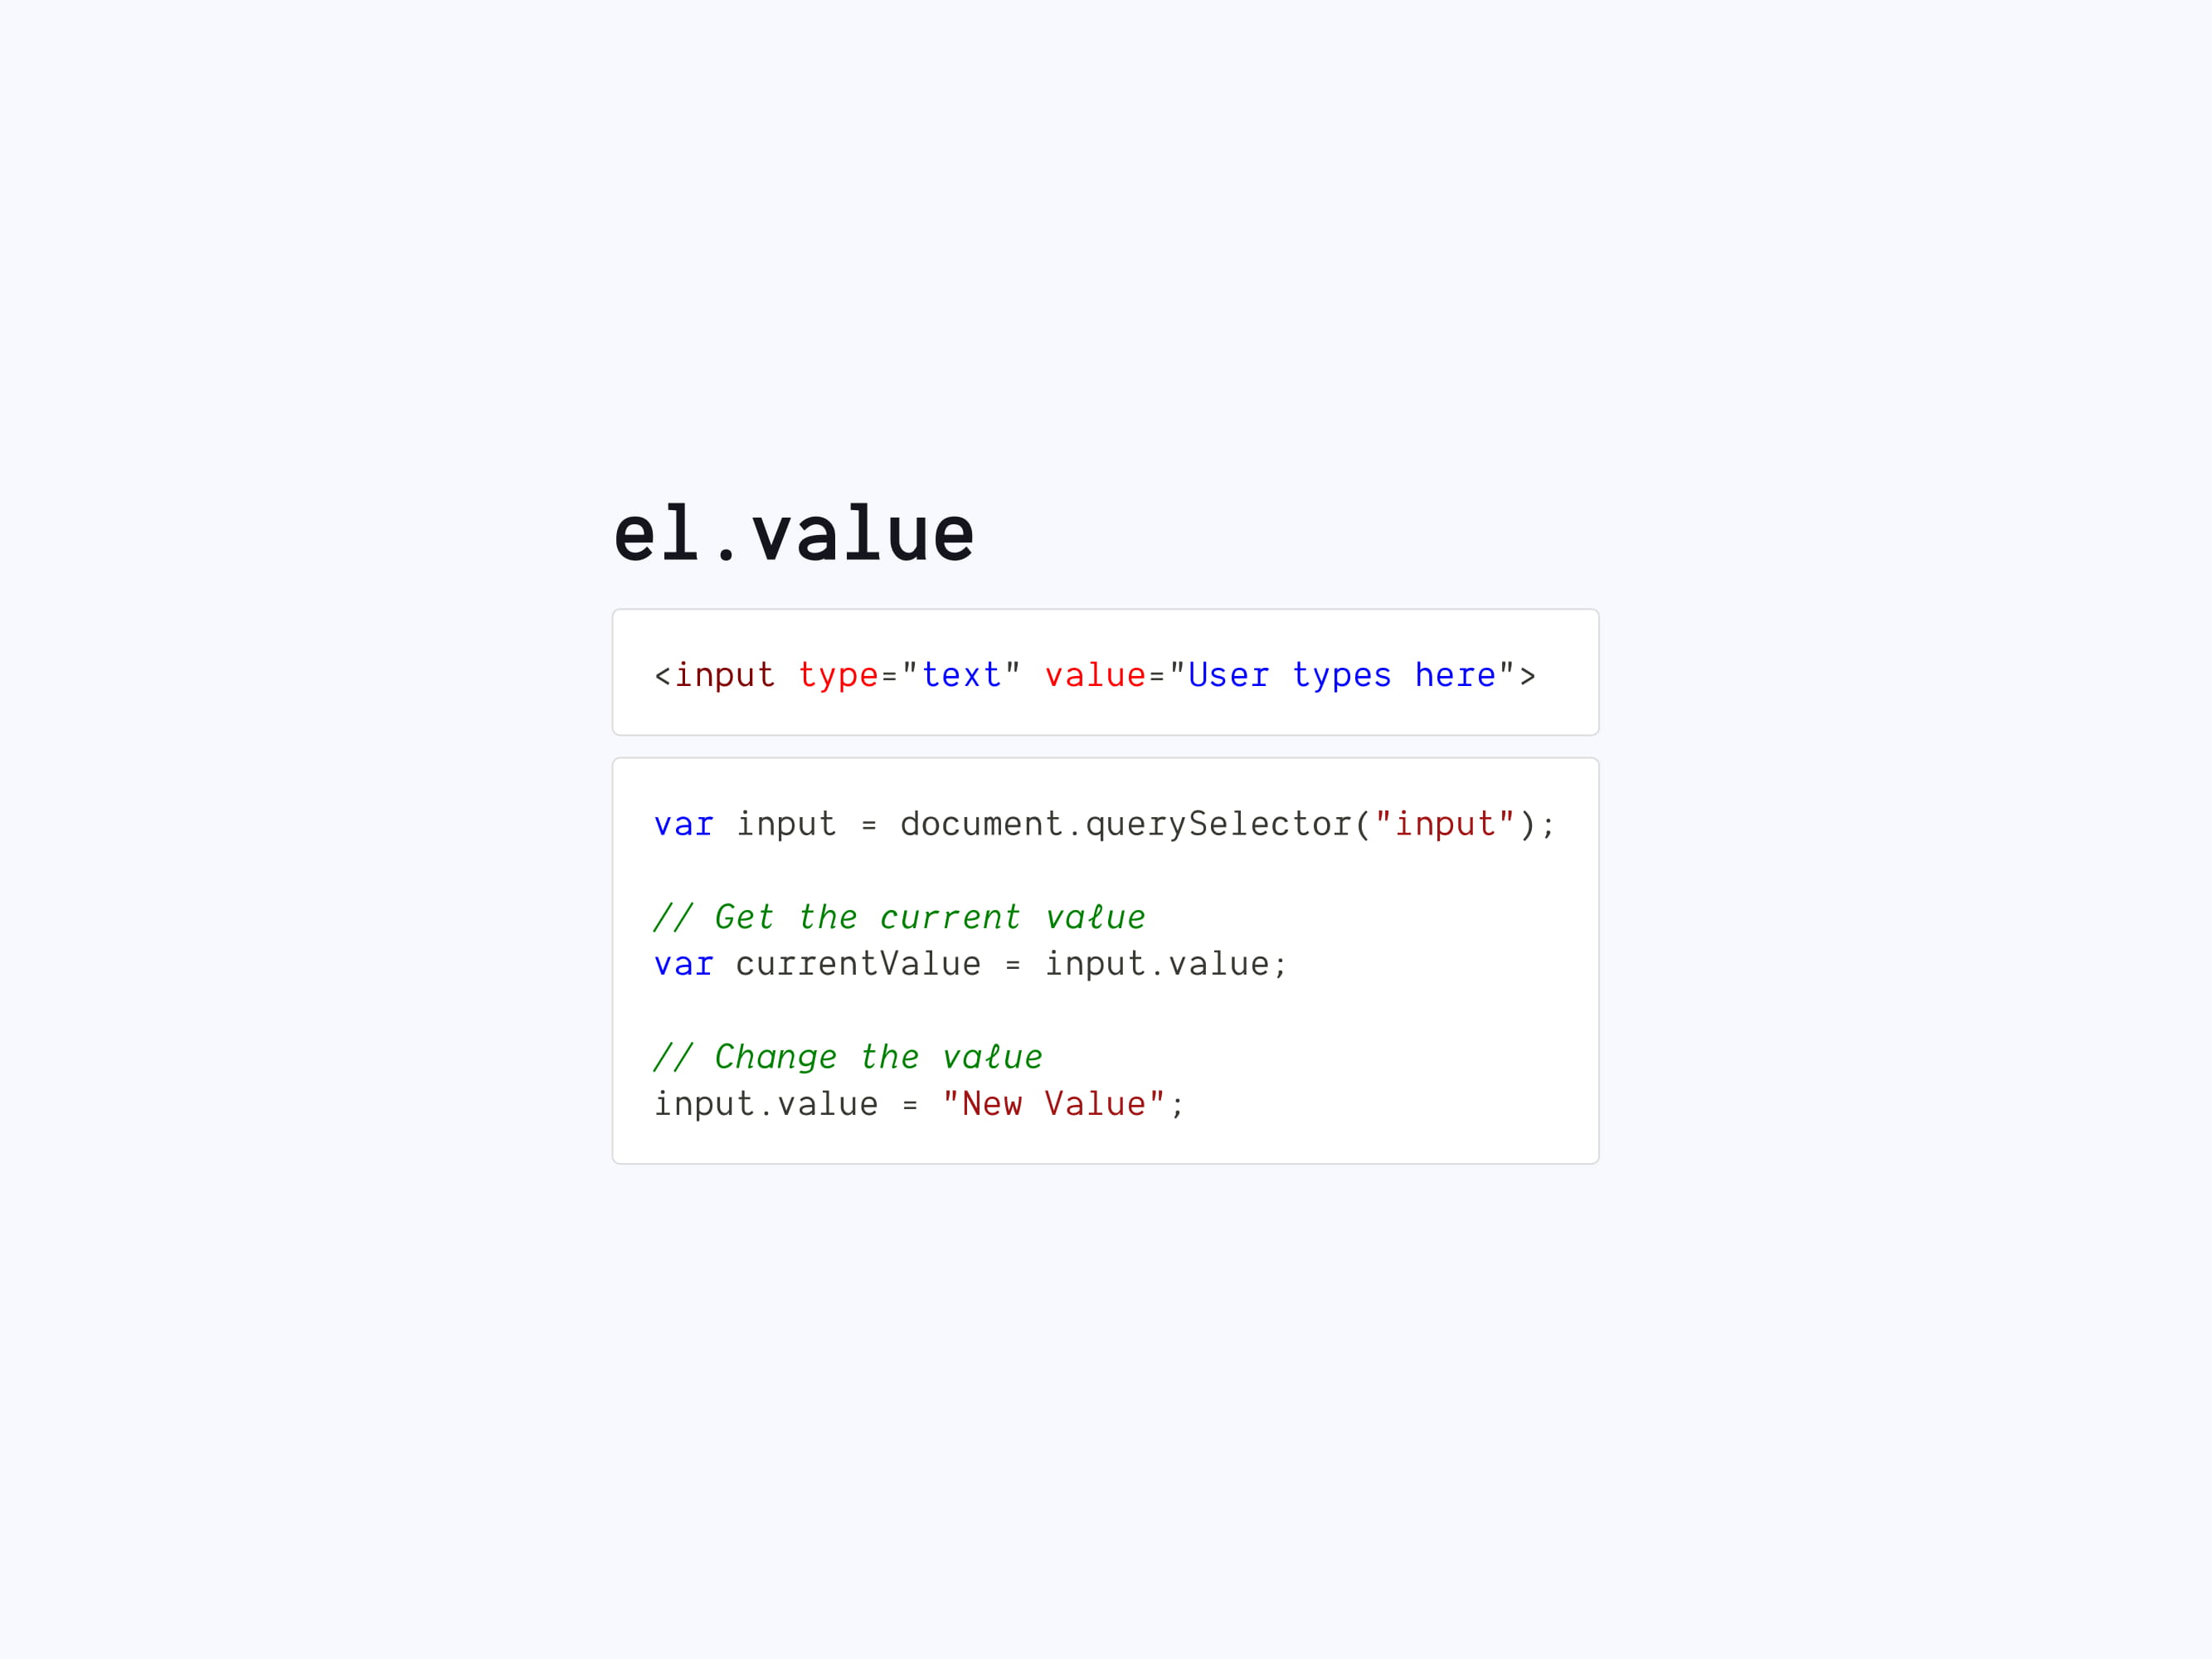 el.value
<input type="text" value="User types here">
var input = document.querySelector("input");
// Get the current value
var currentValue = input.value;
// Change the value
input.value = "New Value";